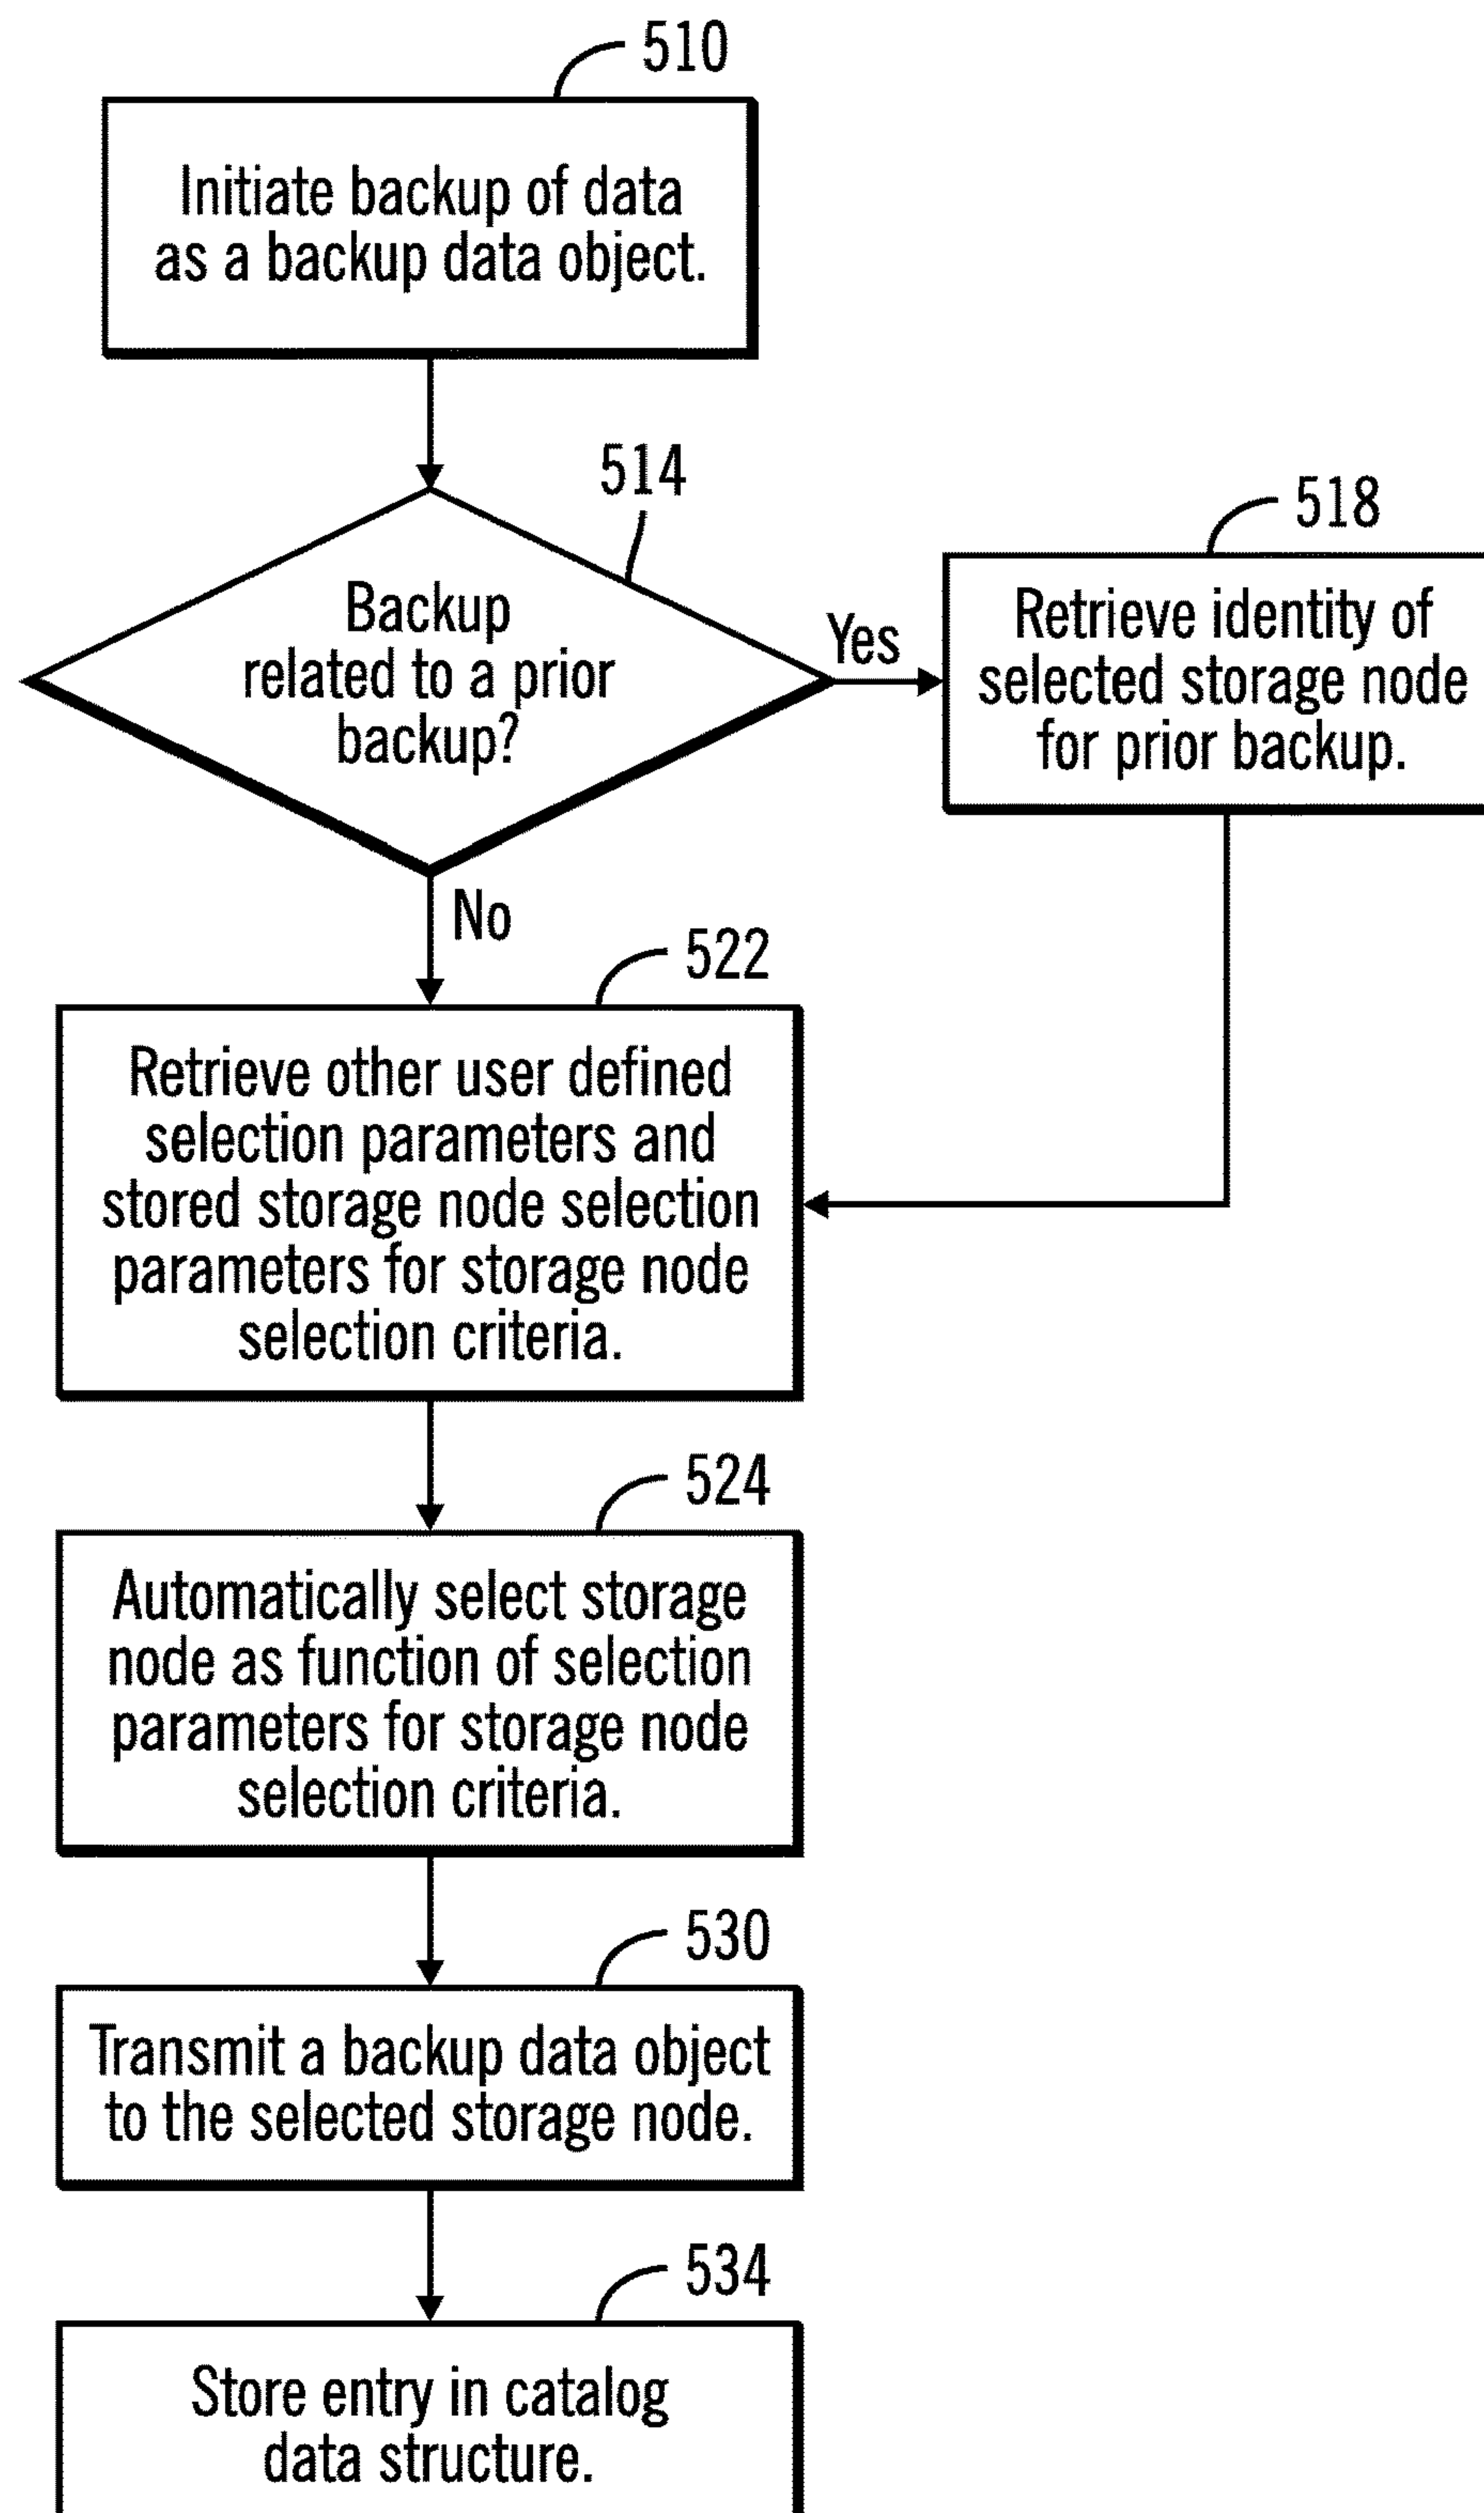 510
Initiate backup of data
as a backup data object.
514
Backup
related to a prior
backup?
Yes
518
Retrieve identity of
selected storage node
for prior backup.
No
522
Retrieve other user defined
selection parameters and
stored storage node selection
parameters for storage node
selection criteria.
524
Automatically select storage
node as function of selection
parameters for storage node
selection criteria.
530
Transmit a backup data object
to the selected storage node.
534
Store entry in catalog
data structure.